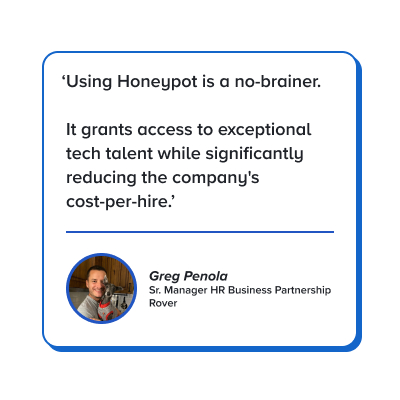 ‘Using Honeypot is a no-brainer.
It grants access to exceptional
tech talent while significantly
reducing the company's
cost-per-hire.’
Greg Penola
Sr. Manager HR Business Partnership
Rover